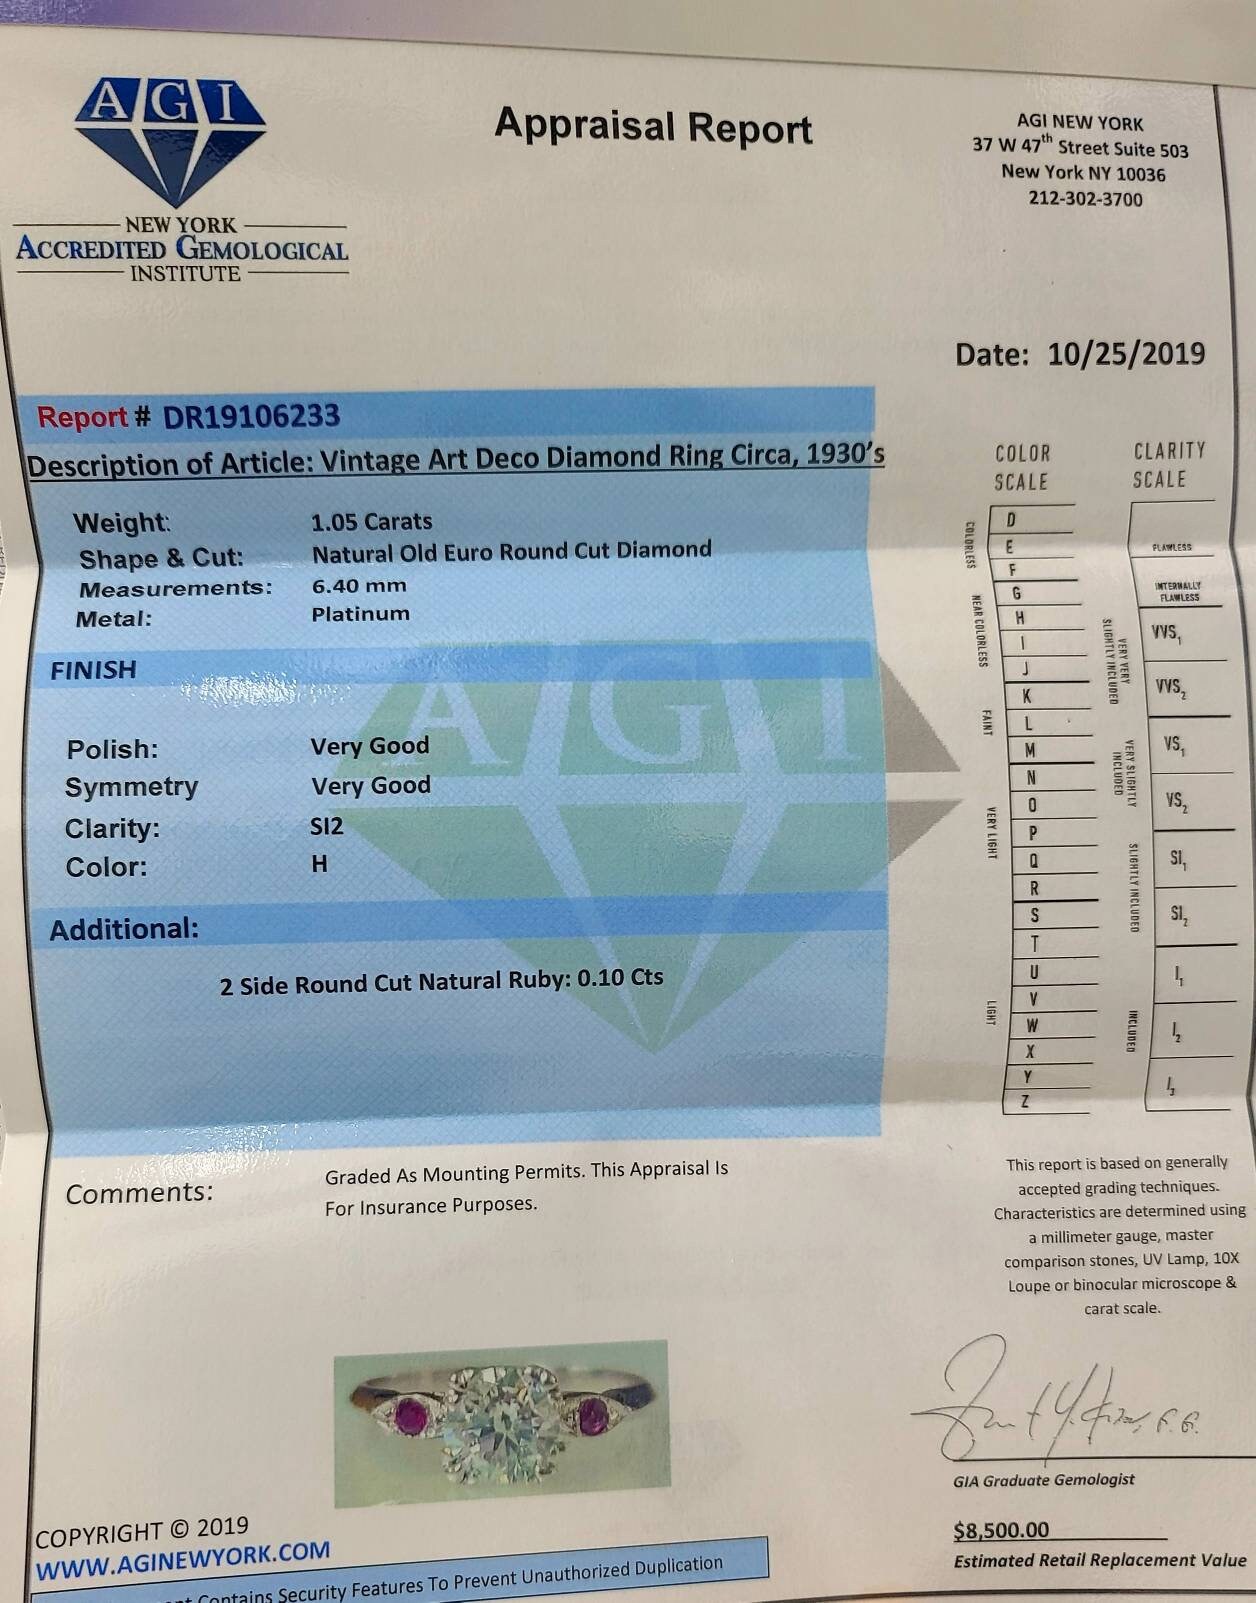 AGI
NEW YORK
ACCREDITED GEMOLOGICAL
INSTITUTE
Appraisal Report
AGI NEW YORK
37 W 47th Street Suite 503
New York NY 10036
212-302-3700
Date: 10/25/2019
Report # DR19106233
Description of Article: Vintage Art Deco Diamond Ring Circa, 1930's
Weight: 1.05 Carats
Shape & Cut: Natural Old Euro Round Cut Diamond
Measurements: 6.40 mm
Metal: Platinum
FINISH
AGI
Polish: Very Good
Symmetry Very Good
Clarity: SI2
Color: H
Additional:
2 Side Round Cut Natural Ruby: 0.10 Cts
COLOR
SCALE
COLORLESS
D
E
F
NEAR COLORLESS
G
H
I
J
FAINT
K
L
M
VERY LIGHT
N
O
P
Q
R
LIGHT
S
T
U
V
W
X
Y
Z
CLARITY
SCALE
FLAWLESS
INTERNALLY
FLAWLESS
VERY VERY
SLIGHTLY INCLUDED
VVS1
VVS2
VERY SLIGHTLY
INCLUDED
VS1
VS2
SLIGHTLY INCLUDED
SI1
SI2
INCLUDED
I1
I2
I3
Comments:
Graded As Mounting Permits. This Appraisal Is
For Insurance Purposes.
This report is based on generally
accepted grading techniques.
Characteristics are determined using
a millimeter gauge, master
comparison stones, UV Lamp, 10X
Loupe or binocular microscope &
carat scale.
G.G.
GIA Graduate Gemologist
$8,500.00
Estimated Retail Replacement Value
COPYRIGHT © 2019
WWW.AGINEWYORK.COM
Contains Security Features To Prevent Unauthorized Duplication